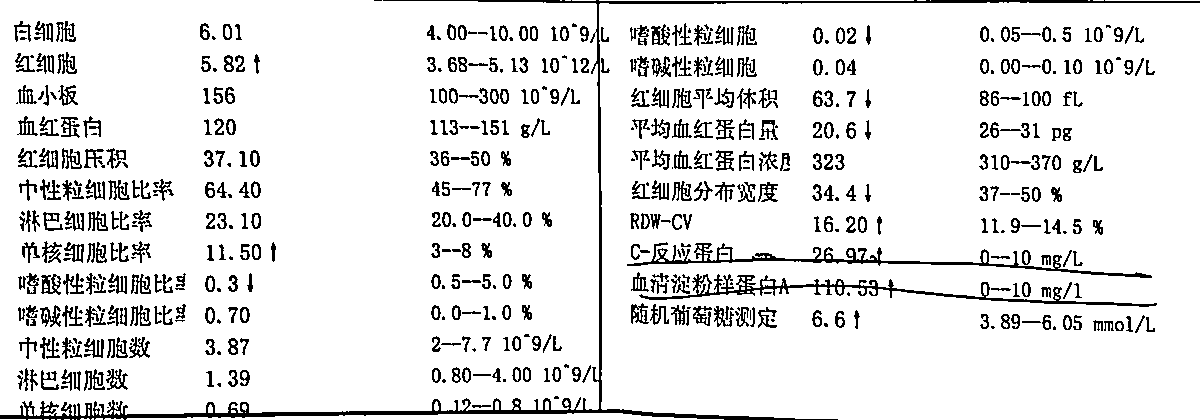 白细胞 6.01 4.00--10.00 10^9/L
红细胞 5.82↑ 3.68--5.13 10^12/L
血小板 156 100--300 10^9/L
血红蛋白 120 113--151 g/L
红细胞压积 37.10 36--50 %
中性粒细胞比率 64.40 45--77 %
淋巴细胞比率 23.10 20.0--40.0 %
单核细胞比率 11.50↑ 3--8 %
嗜酸性粒细胞比 0.3↓ 0.5--5.0 %
嗜碱性粒细胞比 0.70 0.0--1.0 %
中性粒细胞数 3.87 2--7.7 10^9/L
淋巴细胞数 1.39 0.80--4.00 10^9/L
单核细胞数 0.69 0.12--0.8 10^9/L
嗜酸性粒细胞 0.02↓ 0.05--0.5 10^9/L
嗜碱性粒细胞 0.04 0.00--0.10 10^9/L
红细胞平均体积 63.7↓ 86--100 fL
平均血红蛋白量 20.6↓ 26--31 pg
平均血红蛋白浓度 323 310--370 g/L
红细胞分布宽度 34.4↓ 37--50 %
RDW-CV 16.20↑ 11.9--14.5 %
C-反应蛋白 26.97↑ 0--10 mg/L
血清淀粉样蛋白A 110.53↑ 0--10 mg/l
随机葡萄糖测定 6.6↑ 3.89--6.05 mmol/L